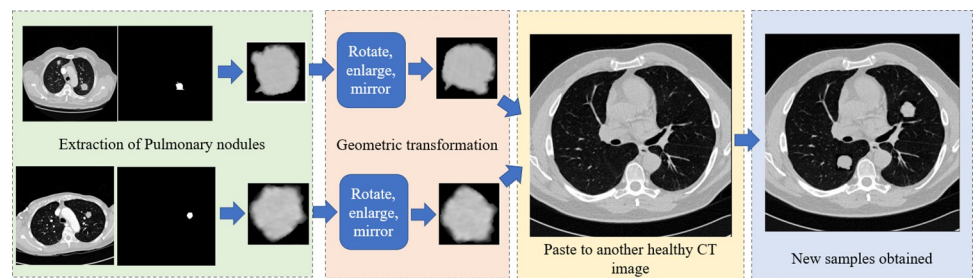 Rotate,
enlarge,
mirror
Extraction of Pulmonary nodules
Geometric transformation
Rotate,
enlarge,
mirror
Paste to another healthy CT
image
New samples obtained